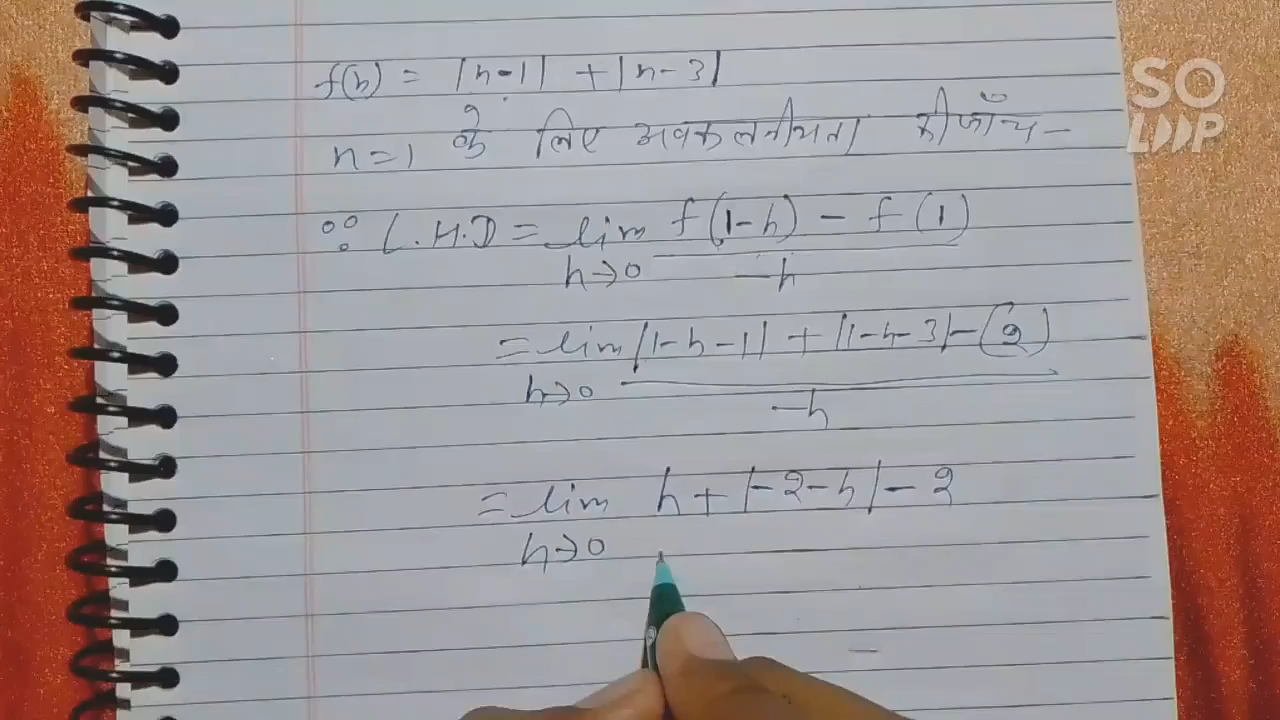 f(n) = |n-1| + |n-3|
n=1 के लिए अवकलनीयता की जाँच -
∵ L.H.D = lim f(1-h) - f(1)
h→0 -h
= lim |1-h-1| + |1-h-3| - (2)
h→0 -h
= lim h + |-2-h| - 2
h→0
SO
LOOP